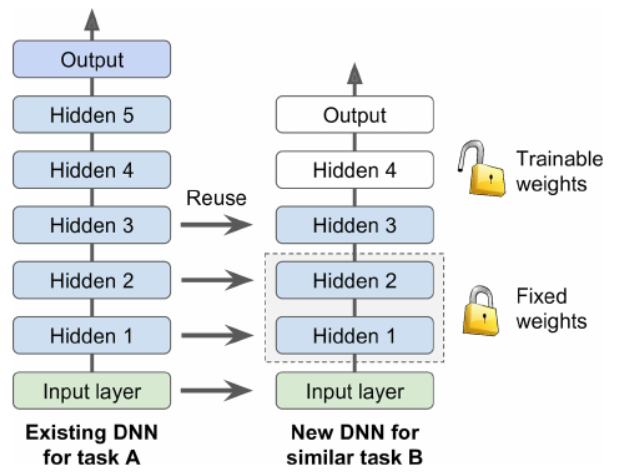 Output
Hidden 5
Hidden 4
Hidden 3
Hidden 2
Hidden 1
Input layer
Existing DNN
for task A
Reuse
Output
Hidden 4
Hidden 3
Hidden 2
Hidden 1
Input layer
New DNN for
similar task B
Trainable
weights
Fixed
weights